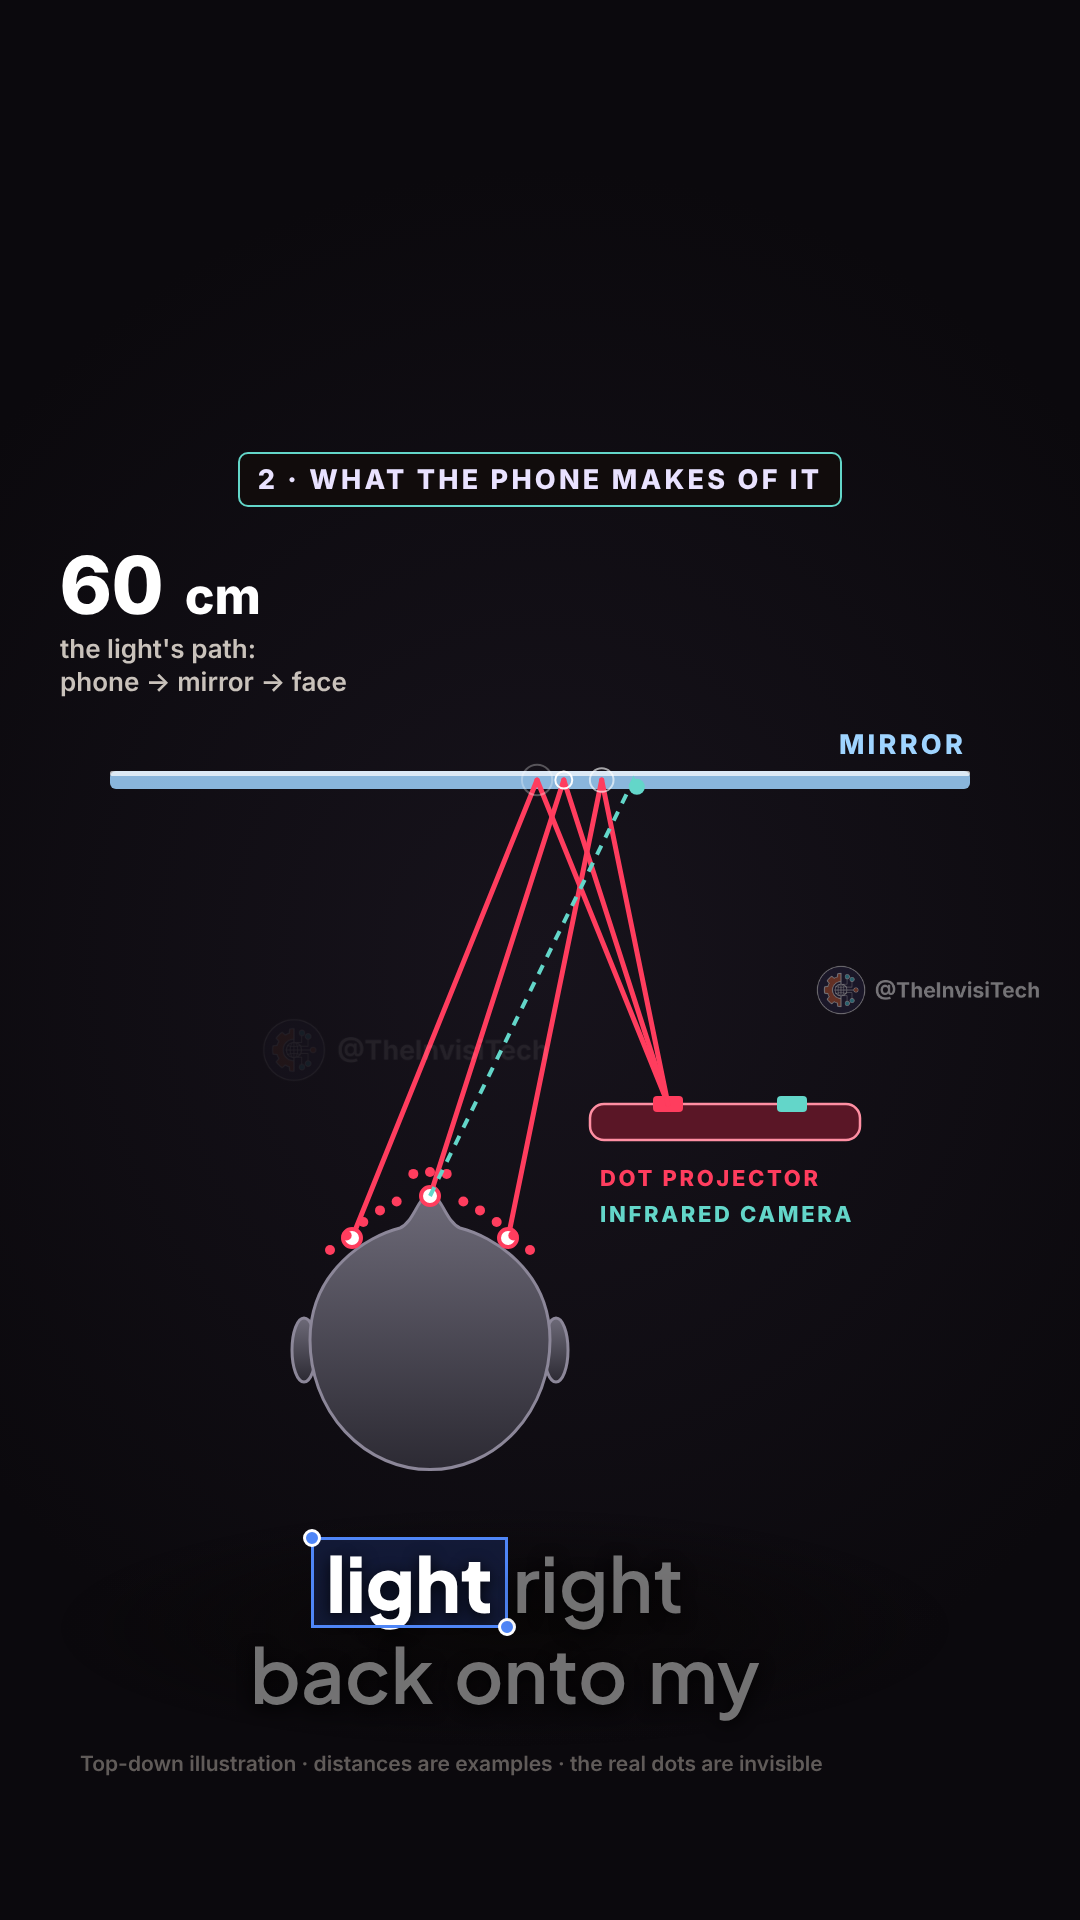 2 · WHAT THE PHONE MAKES OF IT
60 cm
the light's path:
phone → mirror → face
MIRROR
@TheInvisiTech
@TheInvisiTech
DOT PROJECTOR
INFRARED CAMERA
light right
back onto my
Top-down illustration · distances are examples · the real dots are invisible